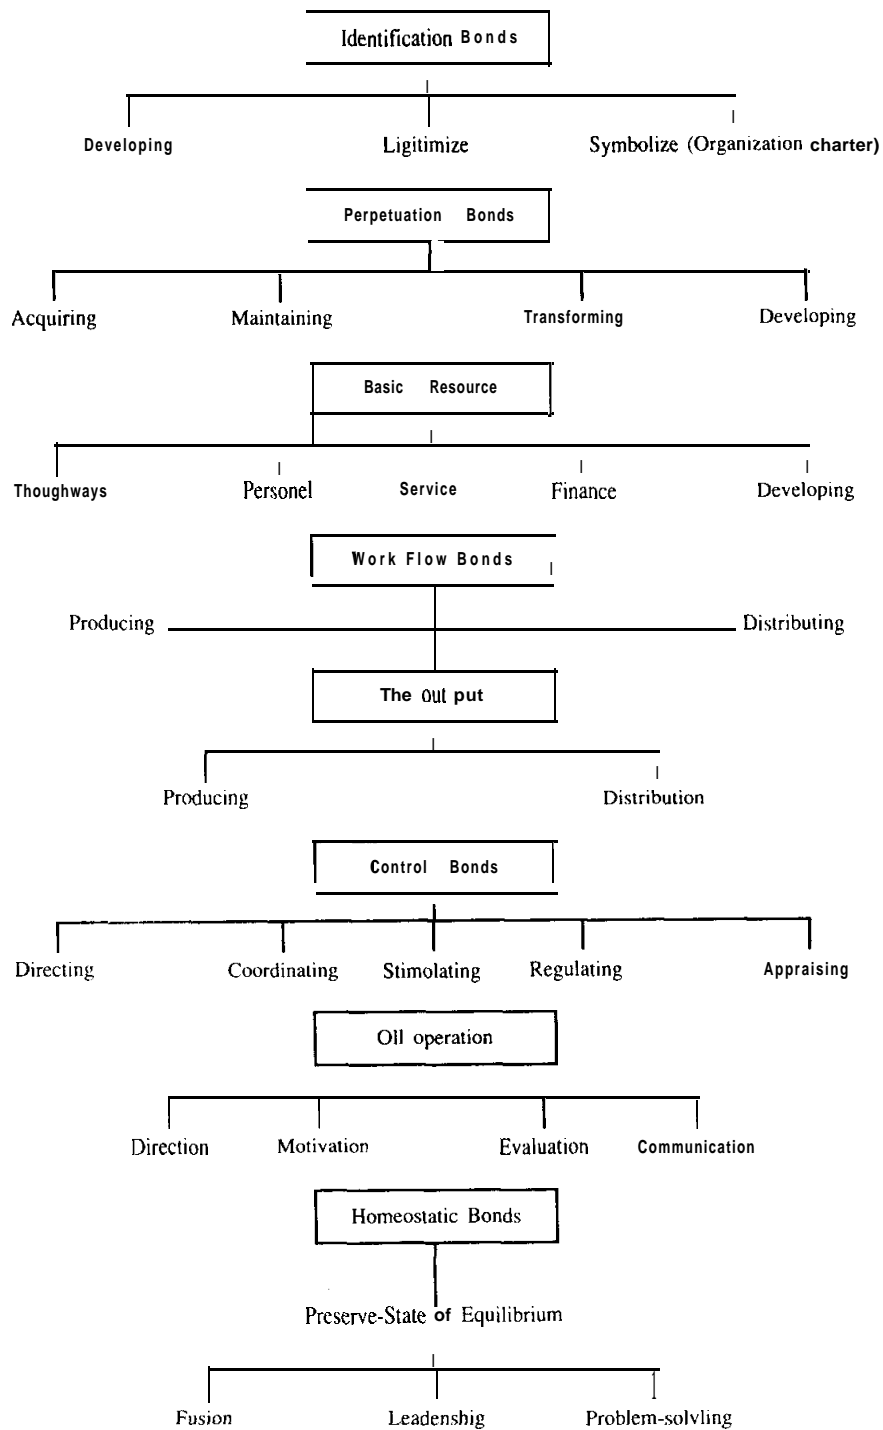 Identification Bonds
Developing Ligitimize Symbolize (Organization charter)
Perpetuation Bonds
Acquiring Maintaining Transforming Developing
Basic Resource
Thoughways Personel Service Finance Developing
Work Flow Bonds
Producing Distributing
The out put
Producing Distribution
Control Bonds
Directing Coordinating Stimolating Regulating Appraising
Oll operation
Direction Motivation Evaluation Communication
Homeostatic Bonds
Preserve-State of Equilibrium
Fusion Leadenshig Problem-solvling